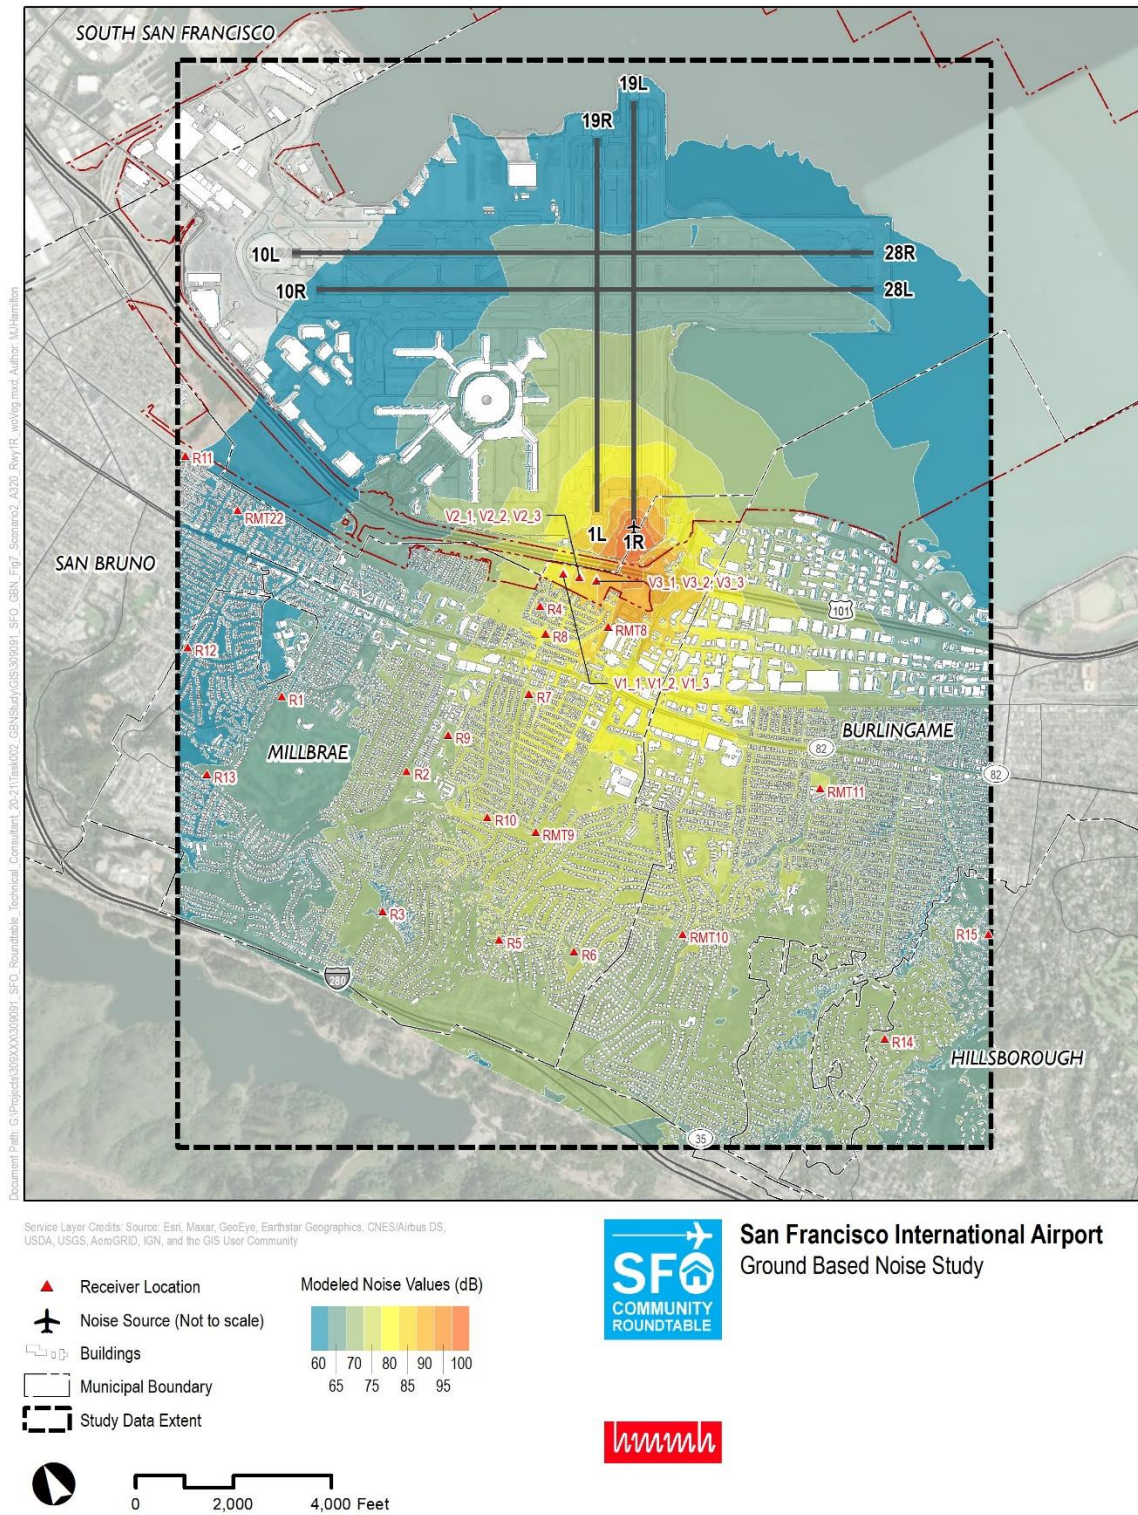 SOUTH SAN FRANCISCO
19L
19R
10L
28R
10R
28L
R11
V2_1, V2_2, V2_3
RMT22
1L
1R
SAN BRUNO
V3_1, V3_2, V3_3
101
R4
RMT8
R8
R12
V1_1, V1_2, V1_3
R1
R7
BURLINGAME
R9
82
MILLBRAE
R2
82
R13
RMT11
R10
RMT9
R3
R15
R5
RMT10
R6
280
R14
HILLSBOROUGH
35
Service Layer Credits: Source: Esri, Maxar, GeoEye, Earthstar Geographics, CNES/Airbus DS,
USDA, USGS, AeroGRID, IGN, and the GIS User Community
Receiver Location
Noise Source (Not to scale)
Buildings
Municipal Boundary
Study Data Extent
0 2,000 4,000 Feet
Modeled Noise Values (dB)
60 70 80 90 100
65 75 85 95
SFO
COMMUNITY
ROUNDTABLE
San Francisco International Airport
Ground Based Noise Study
hmmh